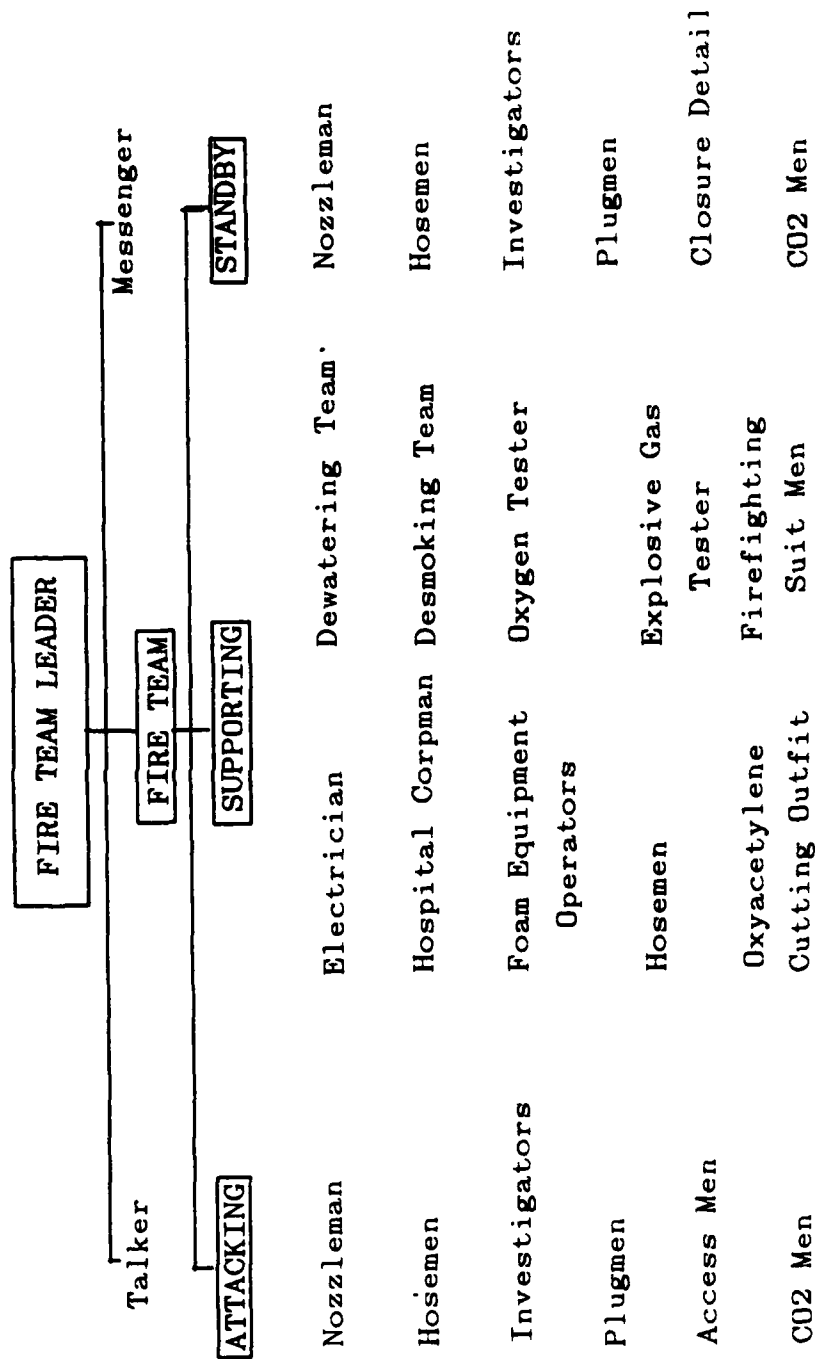 FIRE TEAM LEADER
Talker
Messenger
FIRE TEAM
ATTACKING
SUPPORTING
STANDBY
Nozzleman
Electrician
Dewatering Team
Nozzleman
Hosemen
Hospital Corpman
Desmoking Team
Hosemen
Investigators
Foam Equipment
Operators
Oxygen Tester
Investigators
Plugmen
Hosemen
Explosive Gas
Tester
Plugmen
Access Men
Oxyacetylene
Cutting Outfit
Firefighting
Suit Men
Closure Detail
CO2 Men
CO2 Men